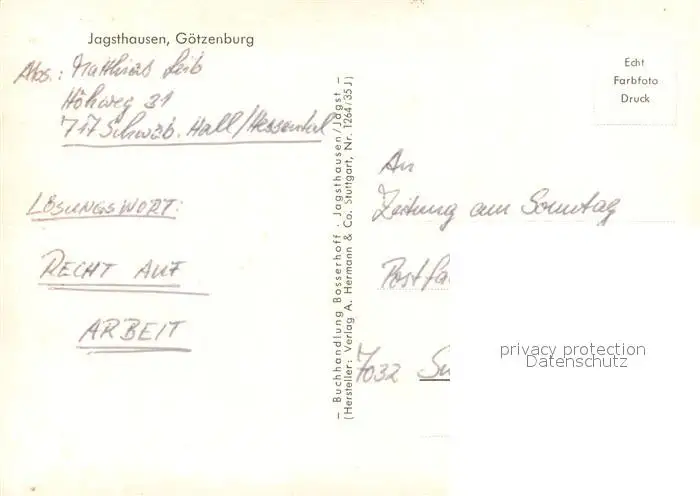 Jagsthausen, Götzenburg
Abs.: Matthias Leib
Höhweg 31
717 Schwäb. Hall/Hessental
LÖSUNGSWORT:
RECHT AUF
ARBEIT
— Buchhandlung Bosserhoff · Jagsthausen/Jagst —
(Hersteller: Verlag A. Hermann & Co. Stuttgart, Nr. 1264/35 J)
Echt
Farbfoto
Druck
An
Zeitung am Sonntag
7032
privacy protection
Datenschutz